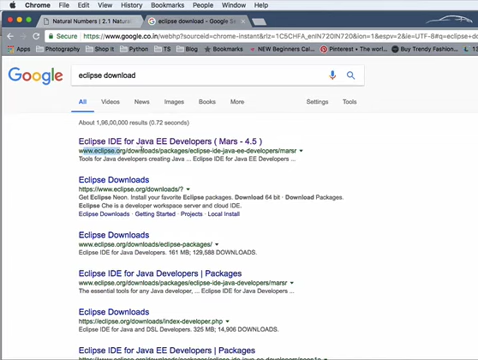 Chrome File Edit View History Bookmarks People Window Help
Natural Numbers | 2.1 Natura
eclipse download - Google Se
Secure https://www.google.co.in/webhp?sourceid=chrome-instant&rlz=1C5CHFA_enIN720IN720&ion=1&espv=2&ie=UTF-8#q=eclipse+do
Apps Photography Shop it Tools Books NEW Beginners Cal Pinterest • The world Buy Trendy Fashion
Google eclipse download
All Videos News Images Books More Settings Tools
About 1,96,00,000 results (0.72 seconds)
Eclipse IDE for Java EE Developers ( Mars - 4.5 )
www.eclipse.org/downloads/packages/eclipse-ide-java-ee-developers/marsr
Tools for Java developers creating Java ... Eclipse IDE for Java EE Developers ...
Eclipse Downloads
https://www.eclipse.org/downloads/?
Get Eclipse Neon. Install your favorite Eclipse packages. Download 64 bit · Download Packages.
Eclipse Che is a developer workspace server and cloud IDE.
Eclipse Downloads · Getting Started · Projects · Local Install
Eclipse Downloads
www.eclipse.org/downloads/eclipse-packages/
Eclipse Downloads. 161 MB; 129,588 DOWNLOADS.
Eclipse IDE for Java Developers | Packages
www.eclipse.org/downloads/packages/eclipse-ide-java-developers/marsr
The essential tools for any Java developer, ... Eclipse IDE for Java Developers ...
Eclipse Downloads
https://eclipse.org/downloads/index-developer.php
Eclipse IDE for Java and DSL Developers. 325 MB; 14,906 DOWNLOADS.
Eclipse IDE for Java EE Developers | Packages